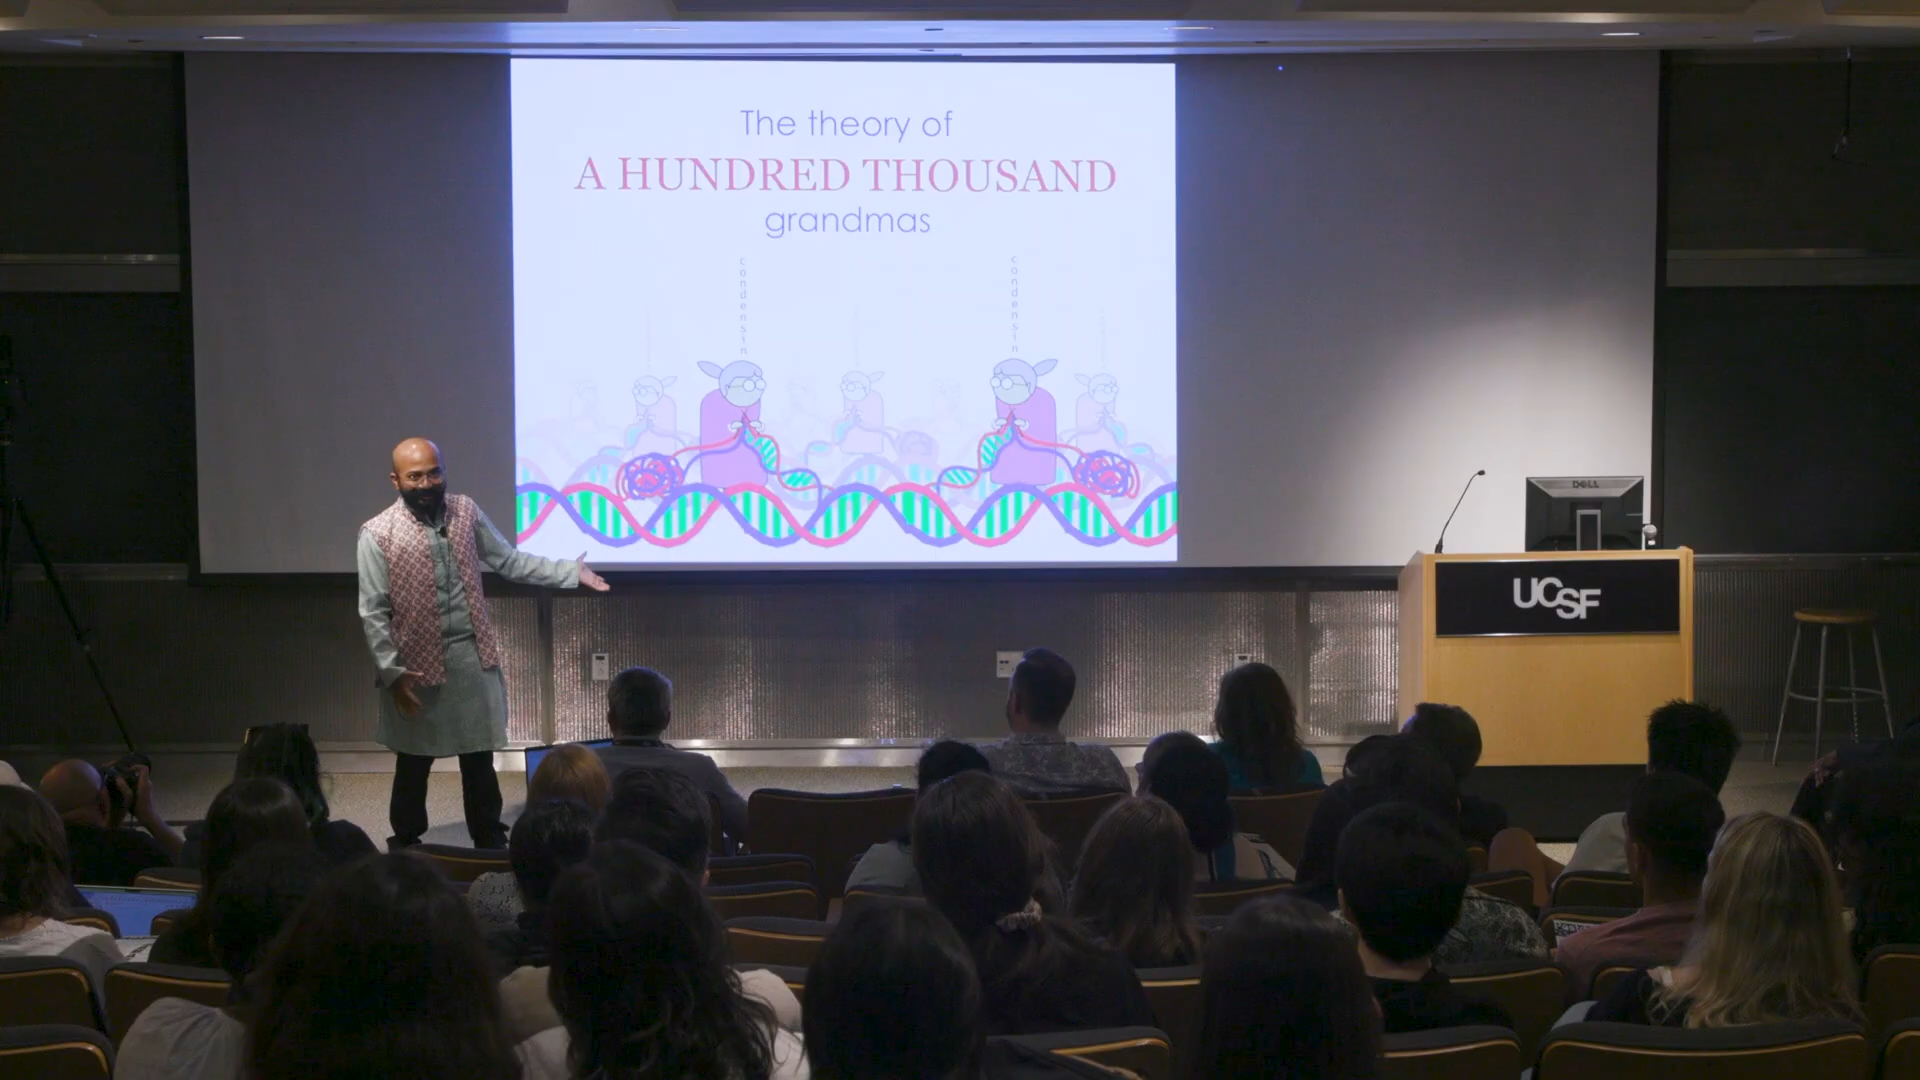 The theory of
A HUNDRED THOUSAND
grandmas
condensin
condensin
DELL
UCSF